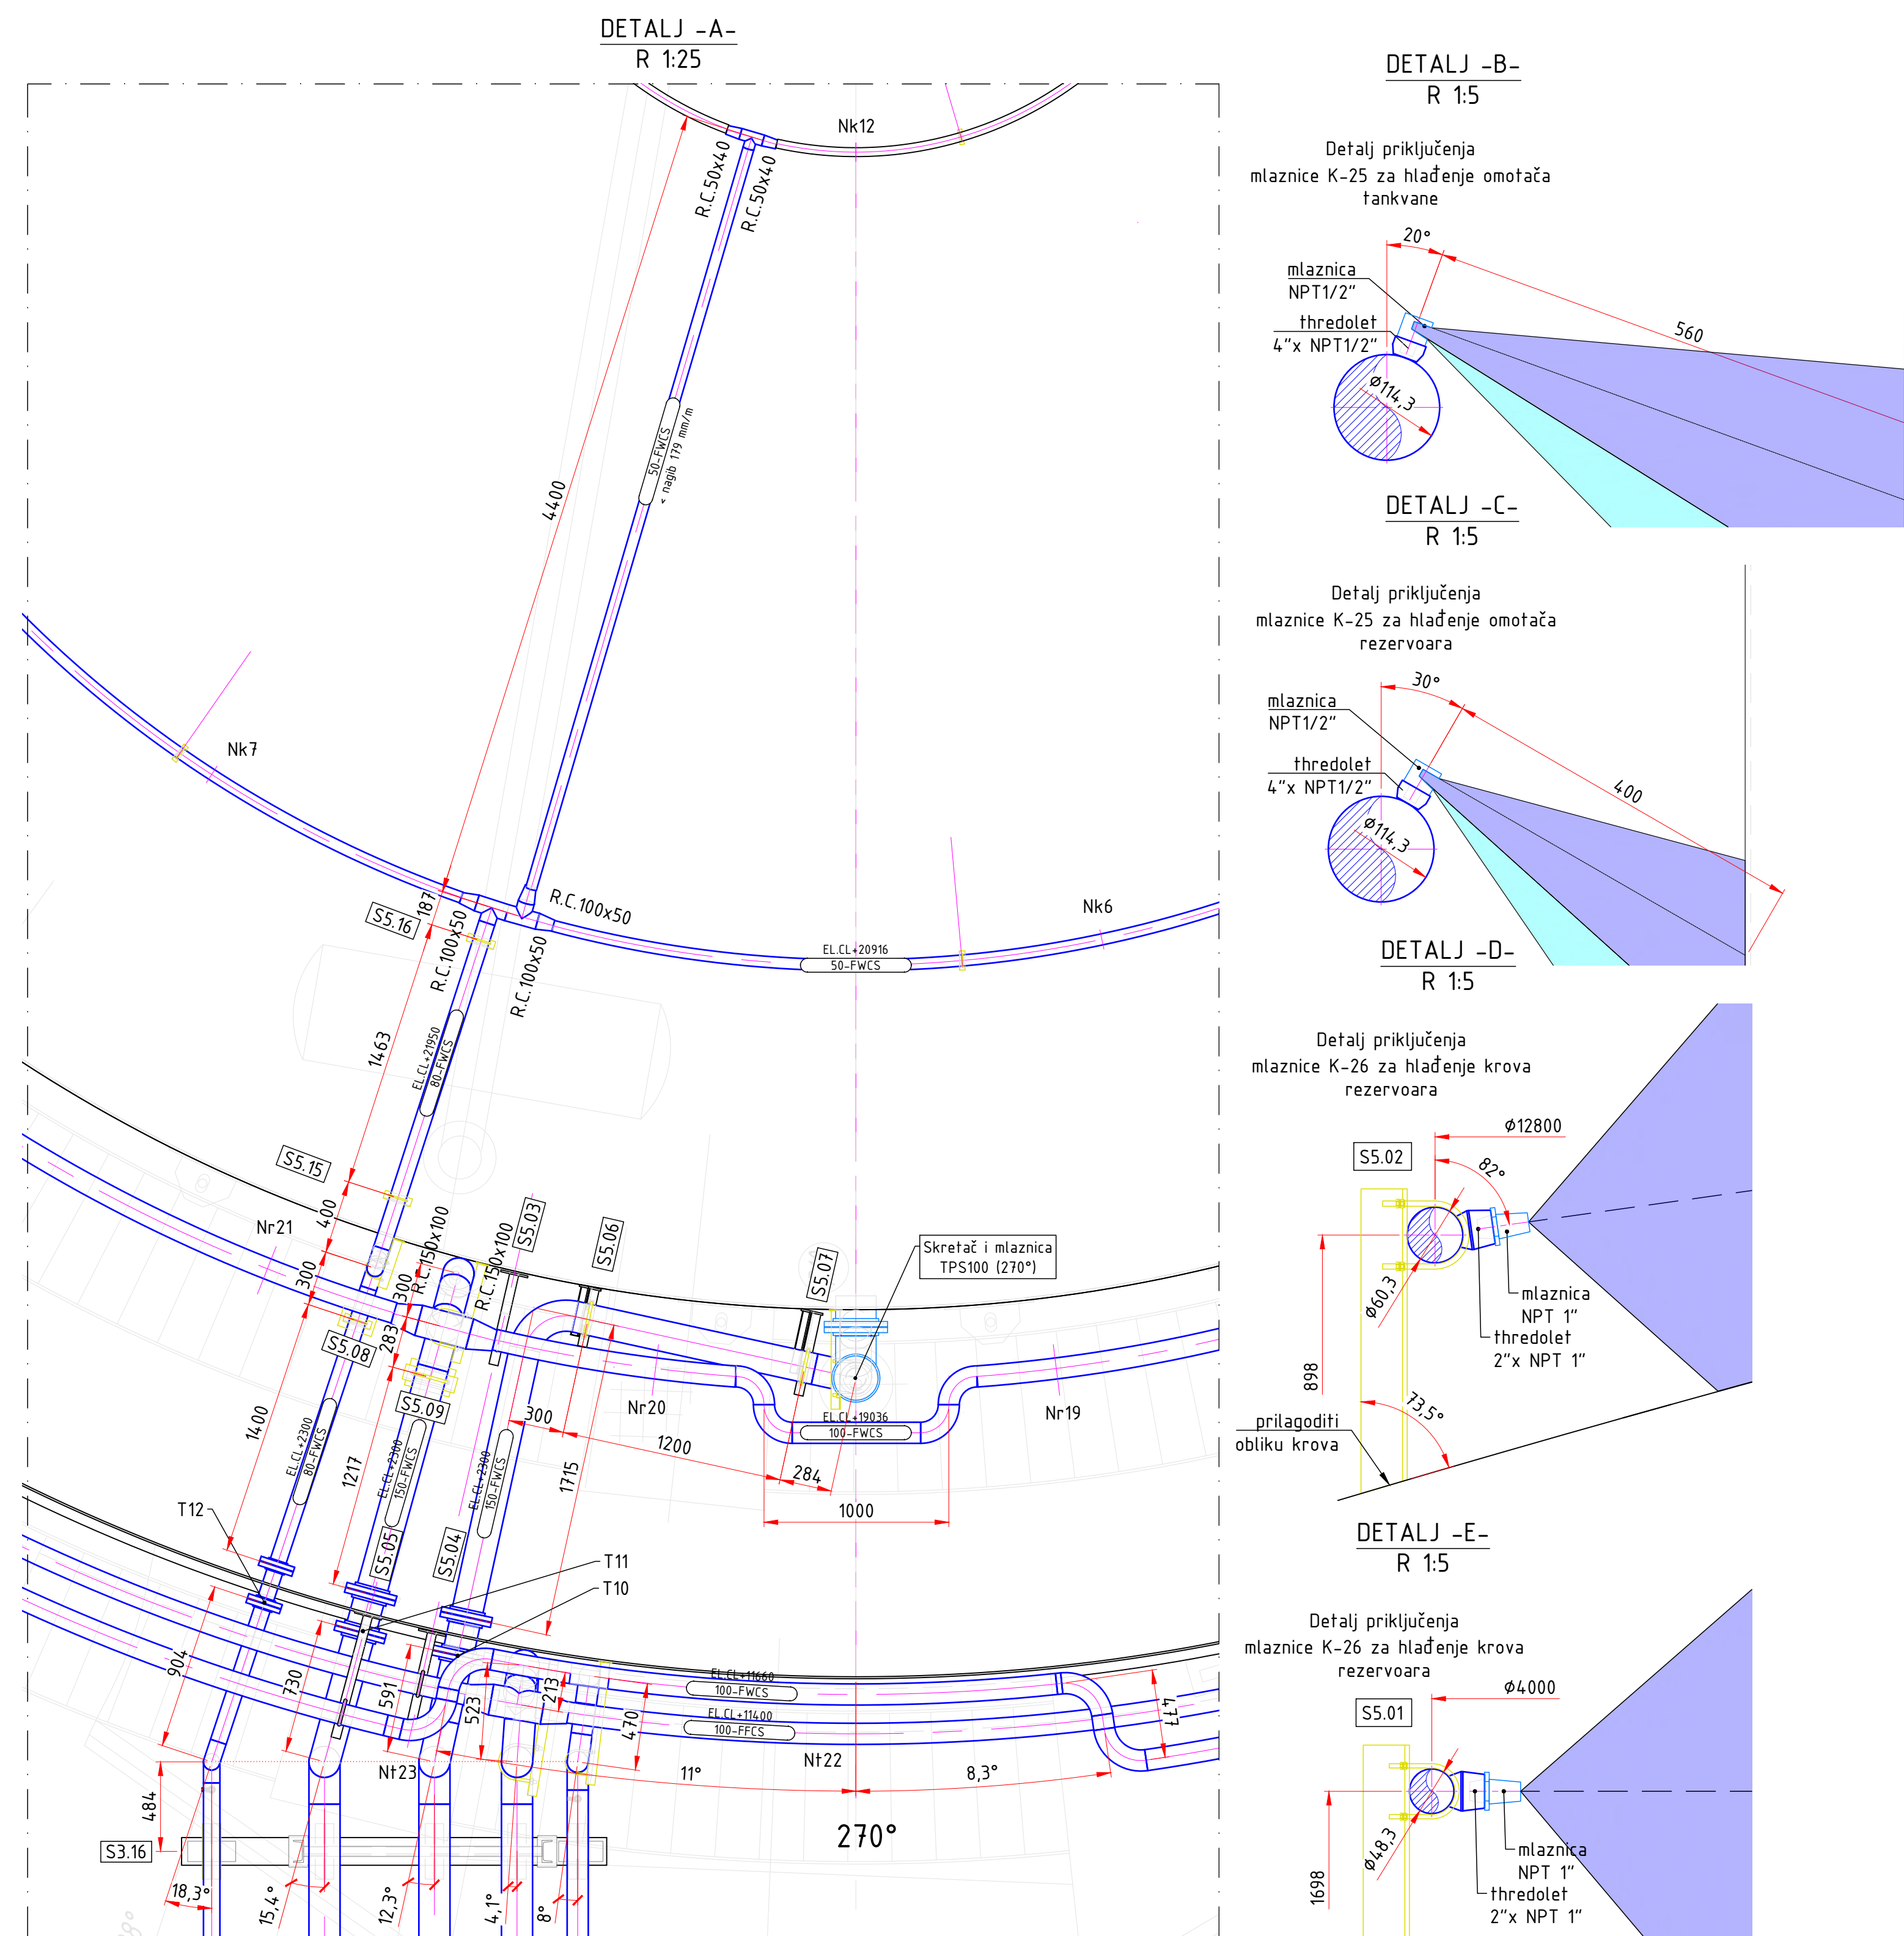 DETALJ -A-
R 1:25
Nk12
R.C.50x40
R.C.50x40
4400
50-FWCS
< nagib 179 mm/m
Nk7
187
S5.16
R.C.100x50
R.C.100x50
R.C.100x50
Nk6
EL.CL+20916
50-FWCS
1463
EL.CL+21950
80-FWCS
S5.15
400
Nr21
300
R.C.150x100
300
R.C.150x100
S5.03
S5.06
S5.07
Skretač i mlaznica
TPS100 (270°)
S5.08
283
S5.09
1400
EL.CL+2300
80-FWCS
1217
EL.CL+2300
150-FWCS
EL.CL+2300
150-FWCS
300
1200
284
1715
Nr20
EL.CL+19036
100-FWCS
1000
Nr19
T12
S5.05
S5.04
T11
T10
904
730
591
523
213
470
EL.CL+11660
100-FWCS
EL.CL+11400
100-FFCS
477
Nt23
Nt22
11°
8,3°
484
S3.16
270°
18,3°
15,4°
12,3°
4,1°
8°
DETALJ -B-
R 1:5
Detalj priključenja
mlaznice K-25 za hlađenje omotača
tankvane
20°
mlaznica
NPT1/2"
thredolet
4"x NPT1/2"
560
Ø114,3
DETALJ -C-
R 1:5
Detalj priključenja
mlaznice K-25 za hlađenje omotača
rezervoara
30°
mlaznica
NPT1/2"
thredolet
4"x NPT1/2"
400
Ø114,3
DETALJ -D-
R 1:5
Detalj priključenja
mlaznice K-26 za hlađenje krova
rezervoara
Ø12800
S5.02
82°
Ø60,3
mlaznica
NPT 1"
thredolet
2"x NPT 1"
898
73,5°
prilagoditi
obliku krova
DETALJ -E-
R 1:5
Detalj priključenja
mlaznice K-26 za hlađenje krova
rezervoara
Ø4000
S5.01
Ø48,3
mlaznica
NPT 1"
thredolet
2"x NPT 1"
1698